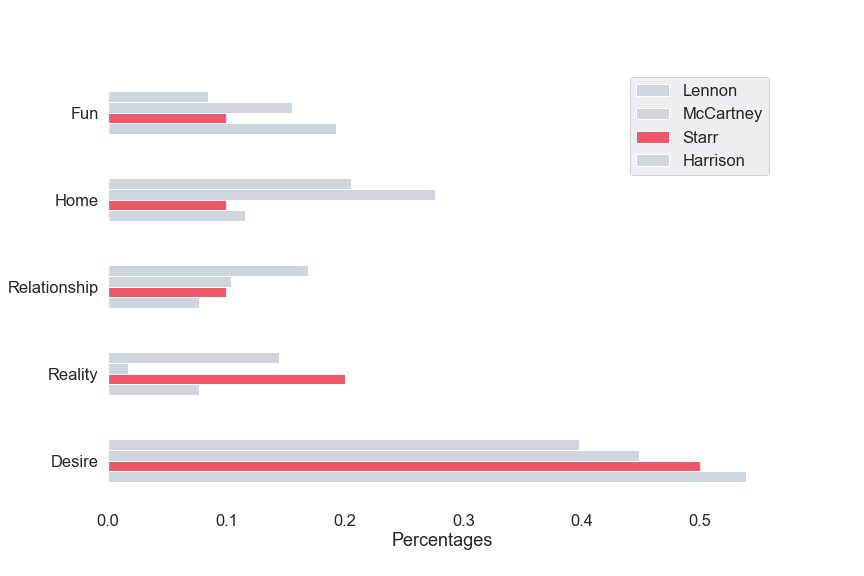 Lennon
McCartney
Starr
Harrison
Fun
Home
Relationship
Reality
Desire
0.0 0.1 0.2 0.3 0.4 0.5
Percentages